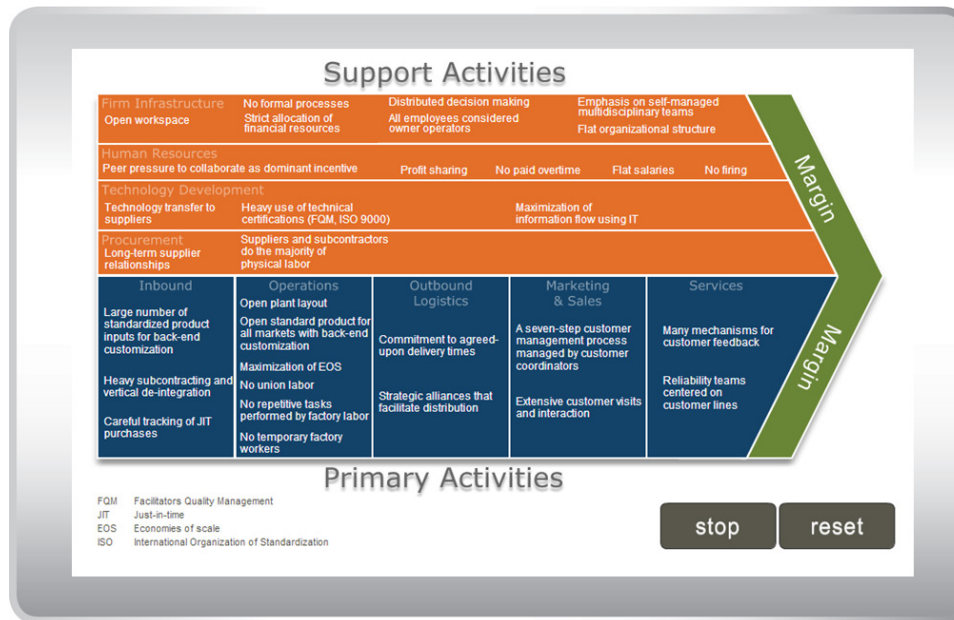 Support Activities
Firm Infrastructure
Open workspace
No formal processes
Strict allocation of
financial resources
Distributed decision making
All employees considered
owner operators
Emphasis on self-managed
multidisciplinary teams
Flat organizational structure
Human Resources
Peer pressure to collaborate as dominant incentive
Profit sharing
No paid overtime
Flat salaries
No firing
Technology Development
Technology transfer to
suppliers
Heavy use of technical
certifications (FQM, ISO 9000)
Maximization of
information flow using IT
Procurement
Long-term supplier
relationships
Suppliers and subcontractors
do the majority of
physical labor
Margin
Inbound
Large number of
standardized product
inputs for back-end
customization
Heavy subcontracting and
vertical de-integration
Careful tracking of JIT
purchases
Operations
Open plant layout
Open standard product for
all markets with back-end
customization
Maximization of EOS
No union labor
No repetitive tasks
performed by factory labor
No temporary factory
workers
Outbound
Logistics
Commitment to agreed-
upon delivery times
Strategic alliances that
facilitate distribution
Marketing
& Sales
A seven-step customer
management process
managed by customer
coordinators
Extensive customer visits
and interaction
Services
Many mechanisms for
customer feedback
Reliability teams
centered on
customer lines
Margin
Primary Activities
FQM Facilitators Quality Management
JIT Just-in-time
EOS Economies of scale
ISO International Organization of Standardization
stop
reset